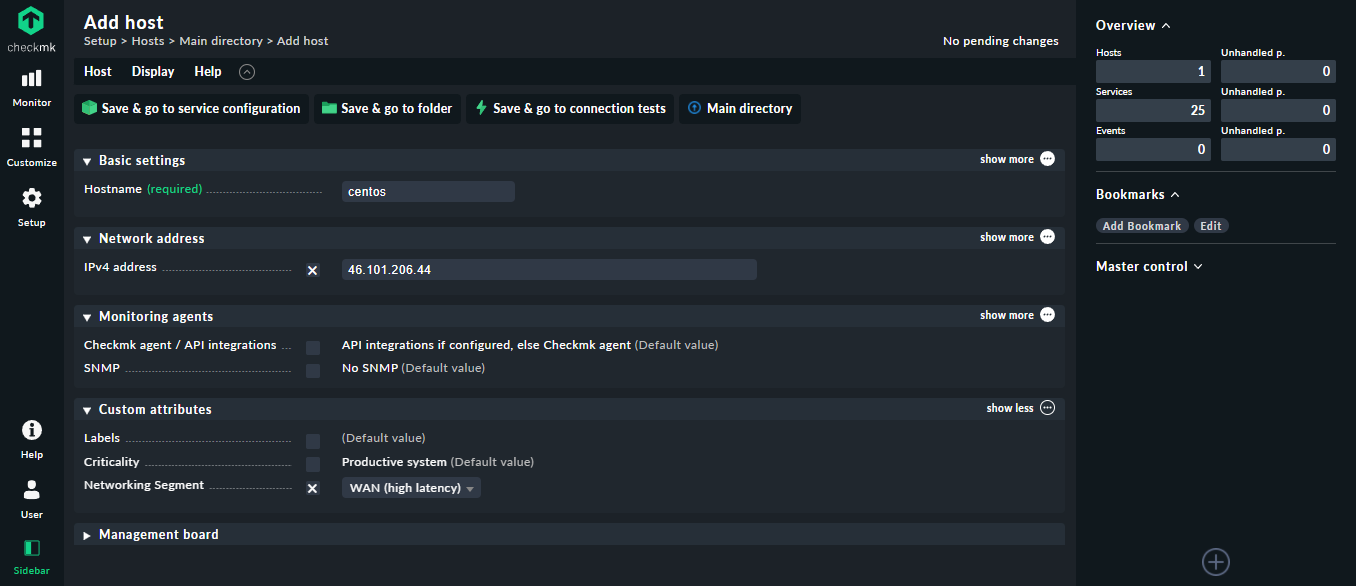 checkmk
Monitor
Customize
Setup
Help
User
Sidebar
Add host
Setup > Hosts > Main directory > Add host
No pending changes
Host Display Help
Save & go to service configuration Save & go to folder Save & go to connection tests Main directory
Basic settings show more
Hostname (required) centos
Network address show more
IPv4 address 46.101.206.44
Monitoring agents show more
Checkmk agent / API integrations API integrations if configured, else Checkmk agent (Default value)
SNMP No SNMP (Default value)
Custom attributes show less
Labels (Default value)
Criticality Productive system (Default value)
Networking Segment WAN (high latency)
Management board
Overview
Hosts Unhandled p.
1 0
Services Unhandled p.
25 0
Events Unhandled p.
0 0
Bookmarks
Add Bookmark Edit
Master control